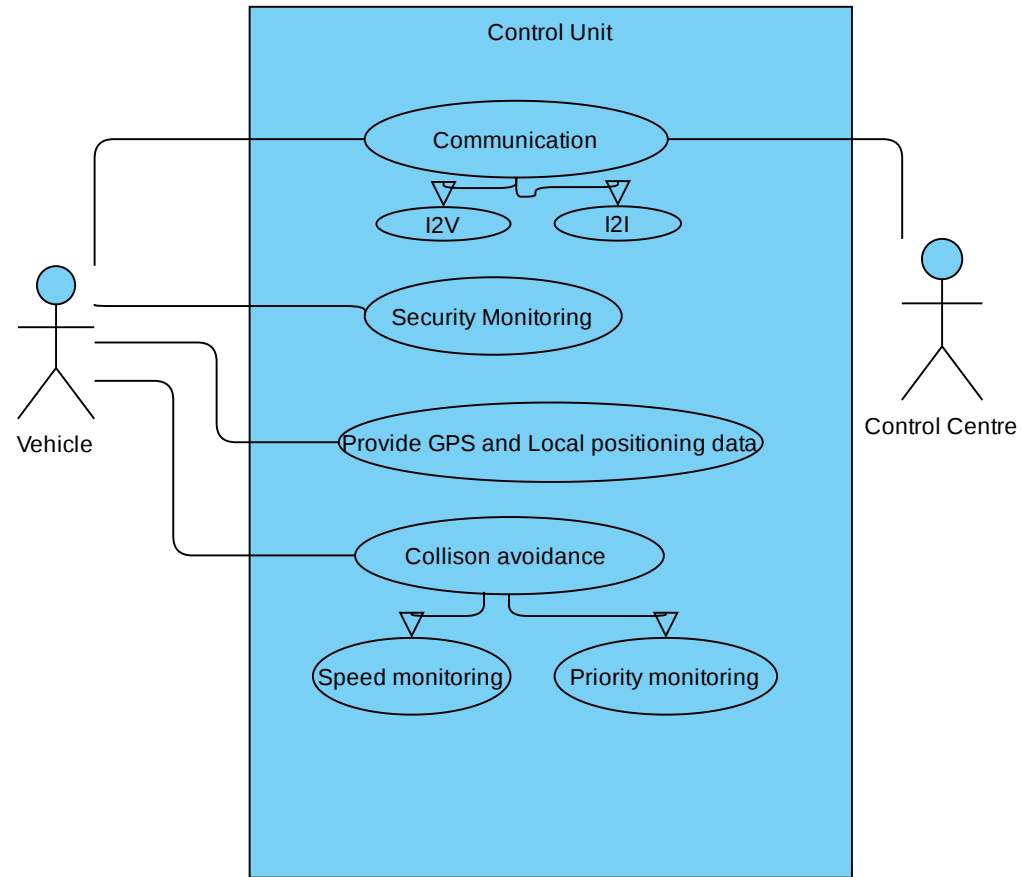 Control Unit
Communication
I2V
I2I
Security Monitoring
Vehicle
Control Centre
Provide GPS and Local positioning data
Collison avoidance
Speed monitoring
Priority monitoring